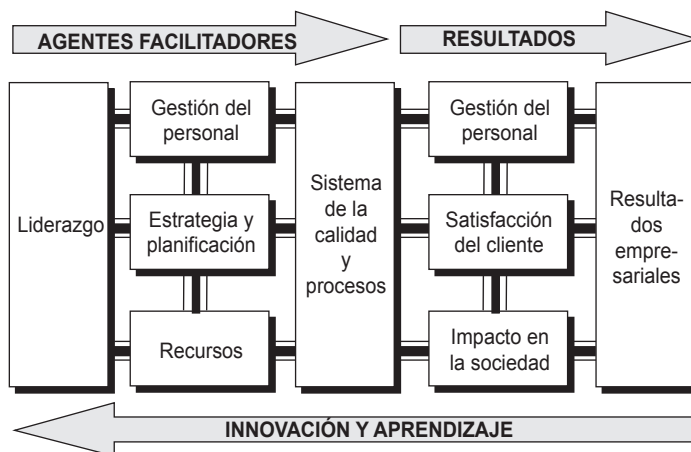 AGENTES FACILITADORES
RESULTADOS
Liderazgo
Gestión del
personal
Estrategia y
planificación
Recursos
Sistema
de la
calidad
y
procesos
Gestión del
personal
Satisfacción
del cliente
Impacto en
la sociedad
Resulta-
dos
empre-
sariales
INNOVACIÓN Y APRENDIZAJE